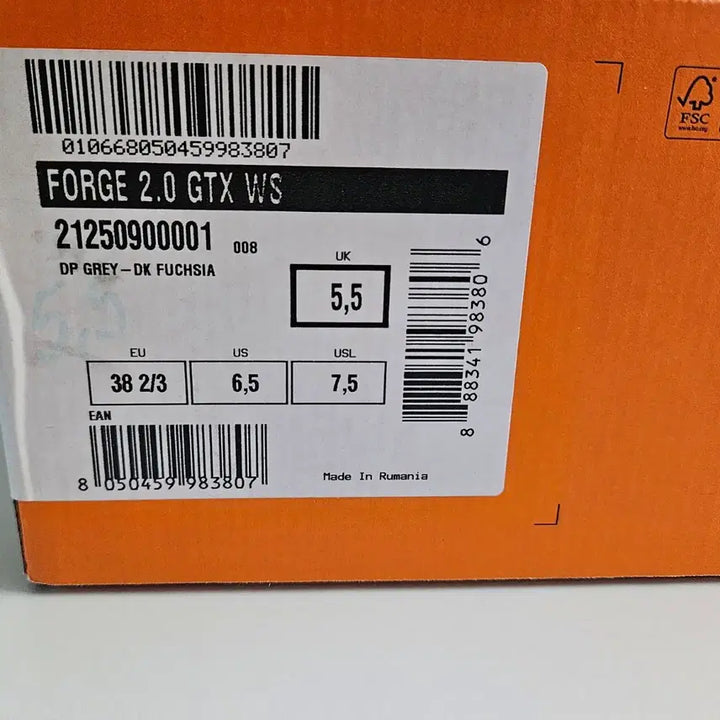 010668050459983807
FORGE 2.0 GTX WS
21250900001 008
DP GREY-DK FUCHSIA
UK
5,5
EU US USL
38 2/3 6,5 7,5
EAN
8 050459 983807
Made In Rumania
8 88341 98380 6
FSC